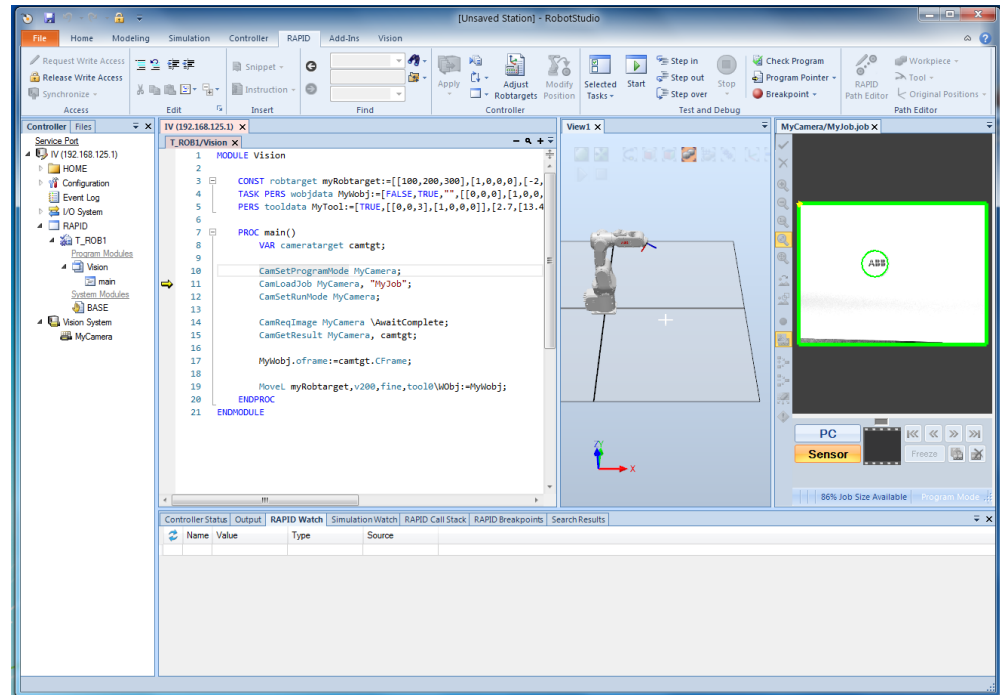 [Unsaved Station] - RobotStudio
File Home Modeling Simulation Controller RAPID Add-Ins Vision
Request Write Access
Release Write Access
Synchronize
Access
Edit
Snippet
Instruction
Insert
Find
Apply
Adjust Robtargets
Modify Position
Controller
Selected Tasks
Start
Step in
Step out
Step over
Stop
Check Program
Program Pointer
Breakpoint
Test and Debug
RAPID Path Editor
Workpiece
Tool
Original Positions
Path Editor
Controller Files
Service Port
IV (192.168.125.1)
HOME
Configuration
Event Log
I/O System
RAPID
T_ROB1
Program Modules
Vision
main
System Modules
BASE
Vision System
MyCamera
IV (192.168.125.1) X
T_ROB1/Vision X
1 MODULE Vision
2
3 CONST robtarget myRobtarget:=[[100,200,300],[1,0,0,0],[-2,
4 TASK PERS wobjdata MyWobj:=[FALSE,TRUE,"",[[0,0,0],[1,0,0,
5 PERS tooldata MyTool:=[TRUE,[[0,0,3],[1,0,0,0]],[2.7,[13.4
6
7 PROC main()
8 VAR cameratarget camtgt;
9
10 CamSetProgramMode MyCamera;
11 CamLoadJob MyCamera, "MyJob";
12 CamSetRunMode MyCamera;
13
14 CamReqImage MyCamera \AwaitComplete;
15 CamGetResult MyCamera, camtgt;
16
17 MyWobj.oframe:=camtgt.CFrame;
18
19 MoveL myRobtarget,v200,fine,tool0\WObj:=MyWobj;
20 ENDPROC
21 ENDMODULE
View1 X
Z
X
MyCamera/MyJob.job X
ABB
PC
Sensor
Freeze
86% Job Size Available Program Mode
Controller Status Output RAPID Watch Simulation Watch RAPID Call Stack RAPID Breakpoints Search Results
Name Value Type Source